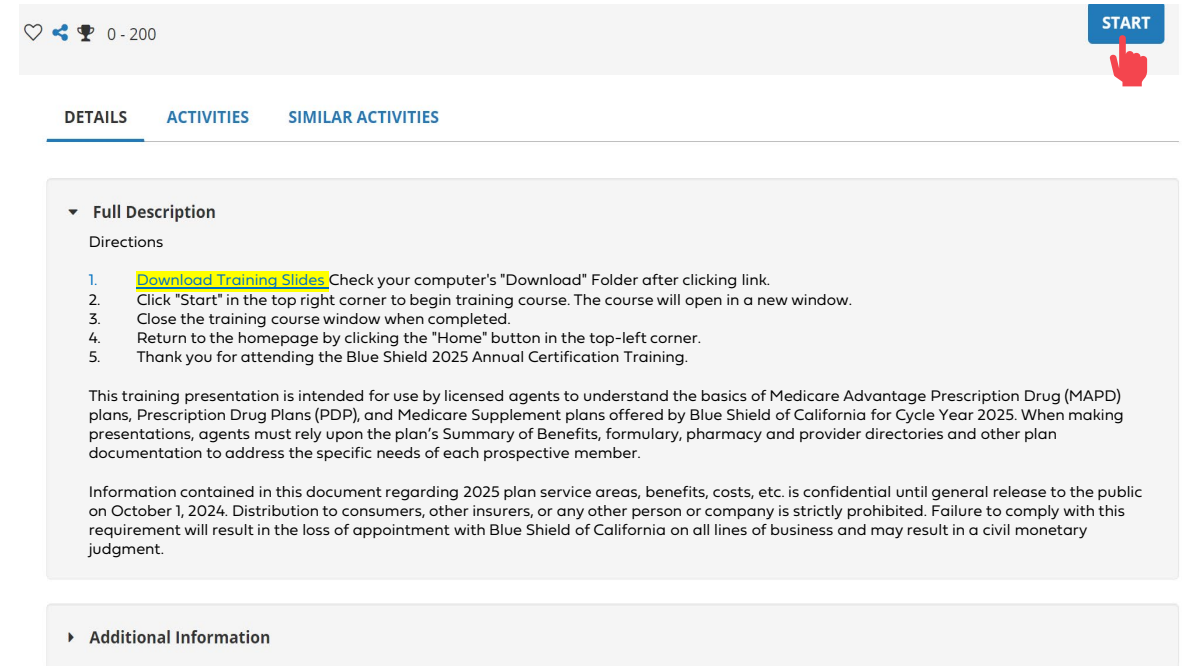 0 - 200
START
DETAILS ACTIVITIES SIMILAR ACTIVITIES
Full Description
Directions
1. Download Training Slides Check your computer's "Download" Folder after clicking link.
2. Click "Start" in the top right corner to begin training course. The course will open in a new window.
3. Close the training course window when completed.
4. Return to the homepage by clicking the "Home" button in the top-left corner.
5. Thank you for attending the Blue Shield 2025 Annual Certification Training.
This training presentation is intended for use by licensed agents to understand the basics of Medicare Advantage Prescription Drug (MAPD)
plans, Prescription Drug Plans (PDP), and Medicare Supplement plans offered by Blue Shield of California for Cycle Year 2025. When making
presentations, agents must rely upon the plan’s Summary of Benefits, formulary, pharmacy and provider directories and other plan
documentation to address the specific needs of each prospective member.
Information contained in this document regarding 2025 plan service areas, benefits, costs, etc. is confidential until general release to the public
on October 1, 2024. Distribution to consumers, other insurers, or any other person or company is strictly prohibited. Failure to comply with this
requirement will result in the loss of appointment with Blue Shield of California on all lines of business and may result in a civil monetary
judgment.
Additional Information